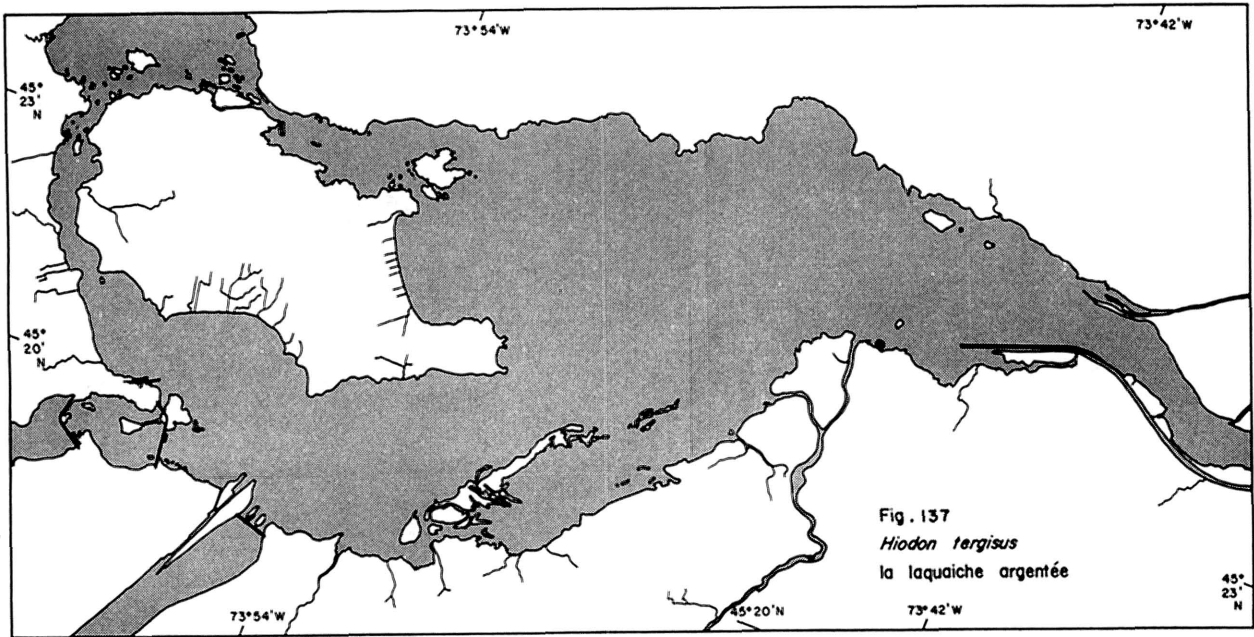 73°54'W
73°42'W
45°
23'
N
45°
20'
N
Fig. 137
Hiodon tergisus
la laquaiche argentée
45°
23'
N
73°54'W
45°20'N
73°42'W